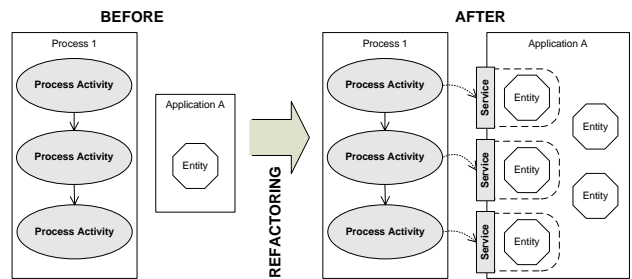 BEFORE
Process 1
Process Activity
Process Activity
Process Activity
Application A
Entity
REFACTORING
AFTER
Process 1
Process Activity
Process Activity
Process Activity
Application A
Service
Entity
Service
Entity
Service
Entity
Entity
Entity